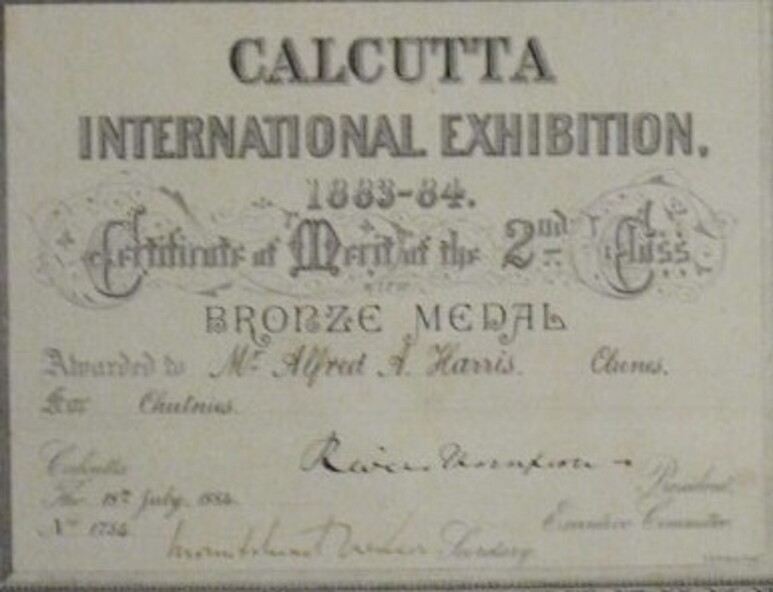 CALCUTTA
INTERNATIONAL EXHIBITION.
1883-84.
Certificate of Merit of the 2nd Class
WITH
BRONZE MEDAL
Awarded to Mr. Alfred A. Harris. Clunes.
For Chutnies.
Calcutta
The 18th July, 1884.
President
Executive Committee
No 1754
Secretary